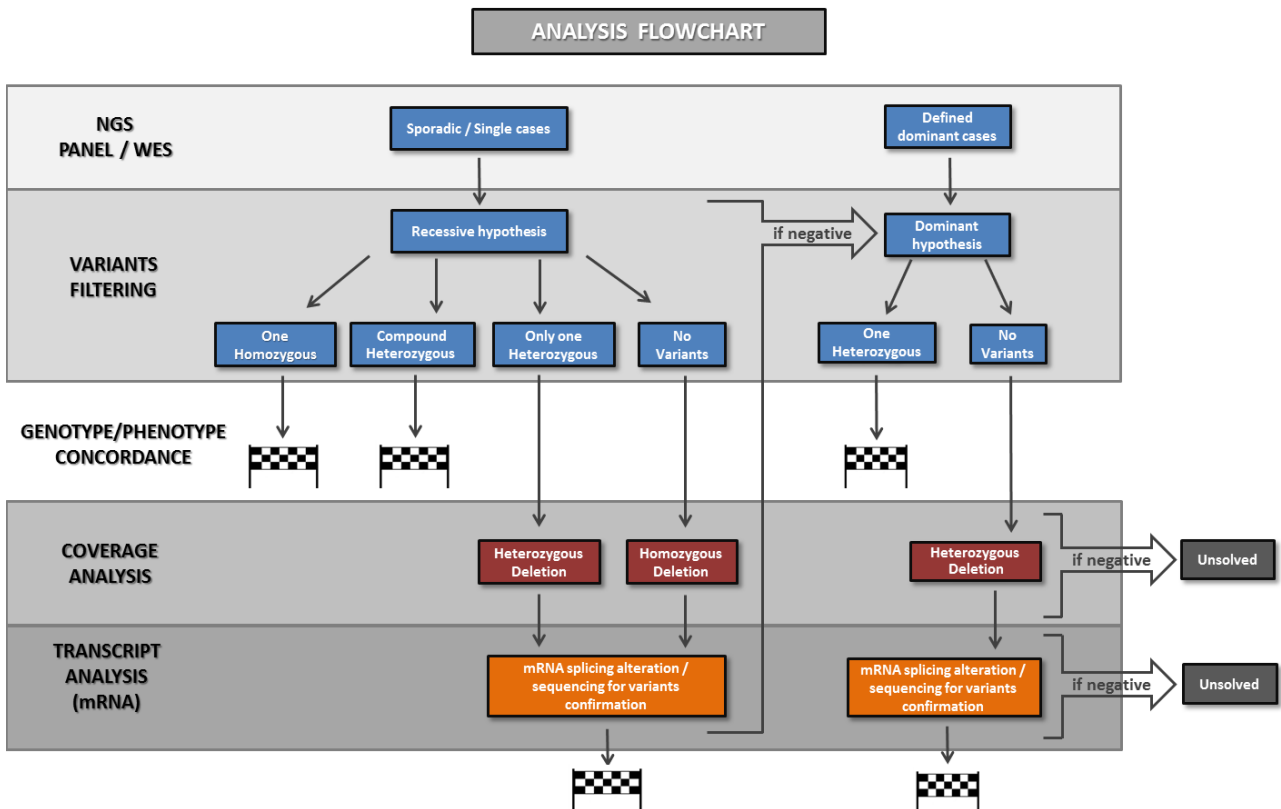 ANALYSIS FLOWCHART
NGS
PANEL / WES
Sporadic / Single cases
Defined
dominant cases
VARIANTS
FILTERING
Recessive hypothesis
if negative
Dominant
hypothesis
One
Homozygous
Compound
Heterozygous
Only one
Heterozygous
No
Variants
One
Heterozygous
No
Variants
GENOTYPE/PHENOTYPE
CONCORDANCE
COVERAGE
ANALYSIS
Heterozygous
Deletion
Homozygous
Deletion
Heterozygous
Deletion
if negative
Unsolved
TRANSCRIPT
ANALYSIS
(mRNA)
mRNA splicing alteration /
sequencing for variants
confirmation
mRNA splicing alteration /
sequencing for variants
confirmation
if negative
Unsolved